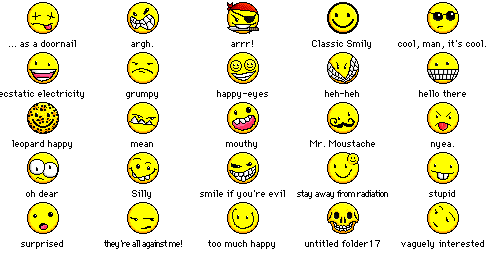 ... as a doornail argh. arrr! Classic Smily cool, man, it's cool.
ecstatic electricity grumpy happy-eyes heh-heh hello there
leopard happy mean mouthy Mr. Moustache nyea.
oh dear Silly smile if you're evil stay away from radiation stupid
surprised they're all against me! too much happy untitled folder17 vaguely interested